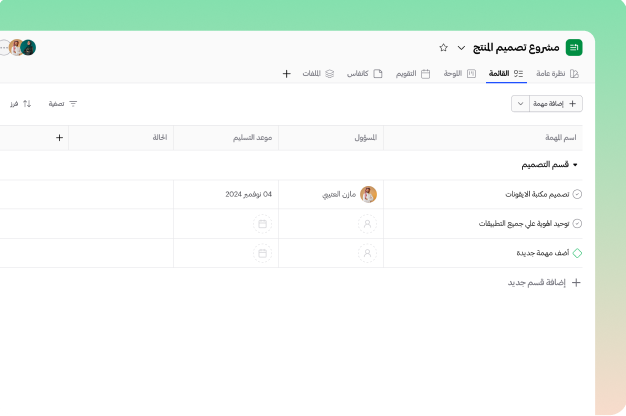 مشروع تصميم المنتج
نظرة عامة القائمة اللوحة التقويم كانفاس الملفات
إضافة مهمة تصفية فرز
اسم المهمة المسؤول موعد التسليم الحالة
قسم التصميم
تصميم مكتبة الايقونات مازن العتيبي 04 نوفمبر 2024
توحيد الهوية علي جميع التطبيقات
أضف مهمة جديدة
إضافة قسم جديد